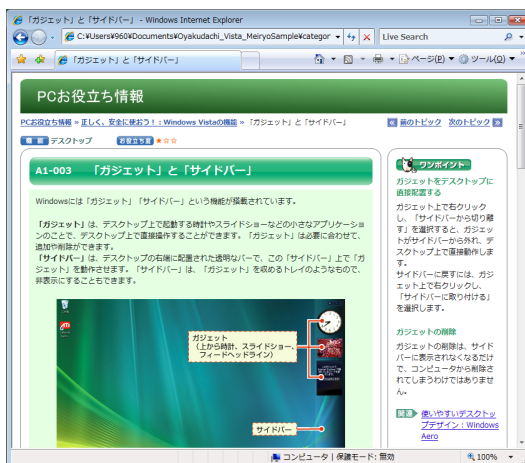 「ガジェット」と「サイドバー」 - Windows Internet Explorer
C:¥Users¥960¥Documents¥Oyakudachi_Vista_MeiryoSample¥categor
Live Search
「ガジェット」と「サイドバー」
ページ(P)
ツール(O)
PCお役立ち情報
PCお役立ち情報 » 正しく、安全に使おう！：Windows Vistaの機能 » 「ガジェット」と「サイドバー」
前のトピック 次のトピック
デスクトップ
お役立ち度 ★☆☆
A1-003 「ガジェット」と「サイドバー」
Windowsには「ガジェット」「サイドバー」という機能が搭載されています。
「ガジェット」は、デスクトップ上で起動する時計やスライドショーなどの小さなアプリケーショ
ンのことで、デスクトップ上で直接操作することができます。「ガジェット」は必要に合わせて、
追加や削除ができます。
「サイドバー」は、デスクトップの右端に配置された透明なバーで、この「サイドバー」上で「ガ
ジェット」を動作させます。「サイドバー」は、「ガジェット」を収めるトレイのようなもので、
非表示にすることもできます。
ガジェット
（上から時計、スライドショー、
フィードヘッドライン）
サイドバー
ワンポイント
ガジェットをデスクトップに
直接配置する
ガジェット上で右クリック
し、「サイドバーから切り離
す」を選択すると、ガジェッ
トがサイドバーから外れ、デ
スクトップ上で直接動作しま
す。
サイドバーに戻すには、ガジ
ェット上で右クリックし、
「サイドバーに取り付ける」
を選択します。
ガジェットの削除
ガジェットの削除は、サイド
バーに表示されなくなるだけ
で、コンピュータから削除さ
れてしまうわけではありませ
ん。
関連
使いやすいデスクトッ
プデザイン：Windows
Aero
コンピュータ | 保護モード: 無効
100%